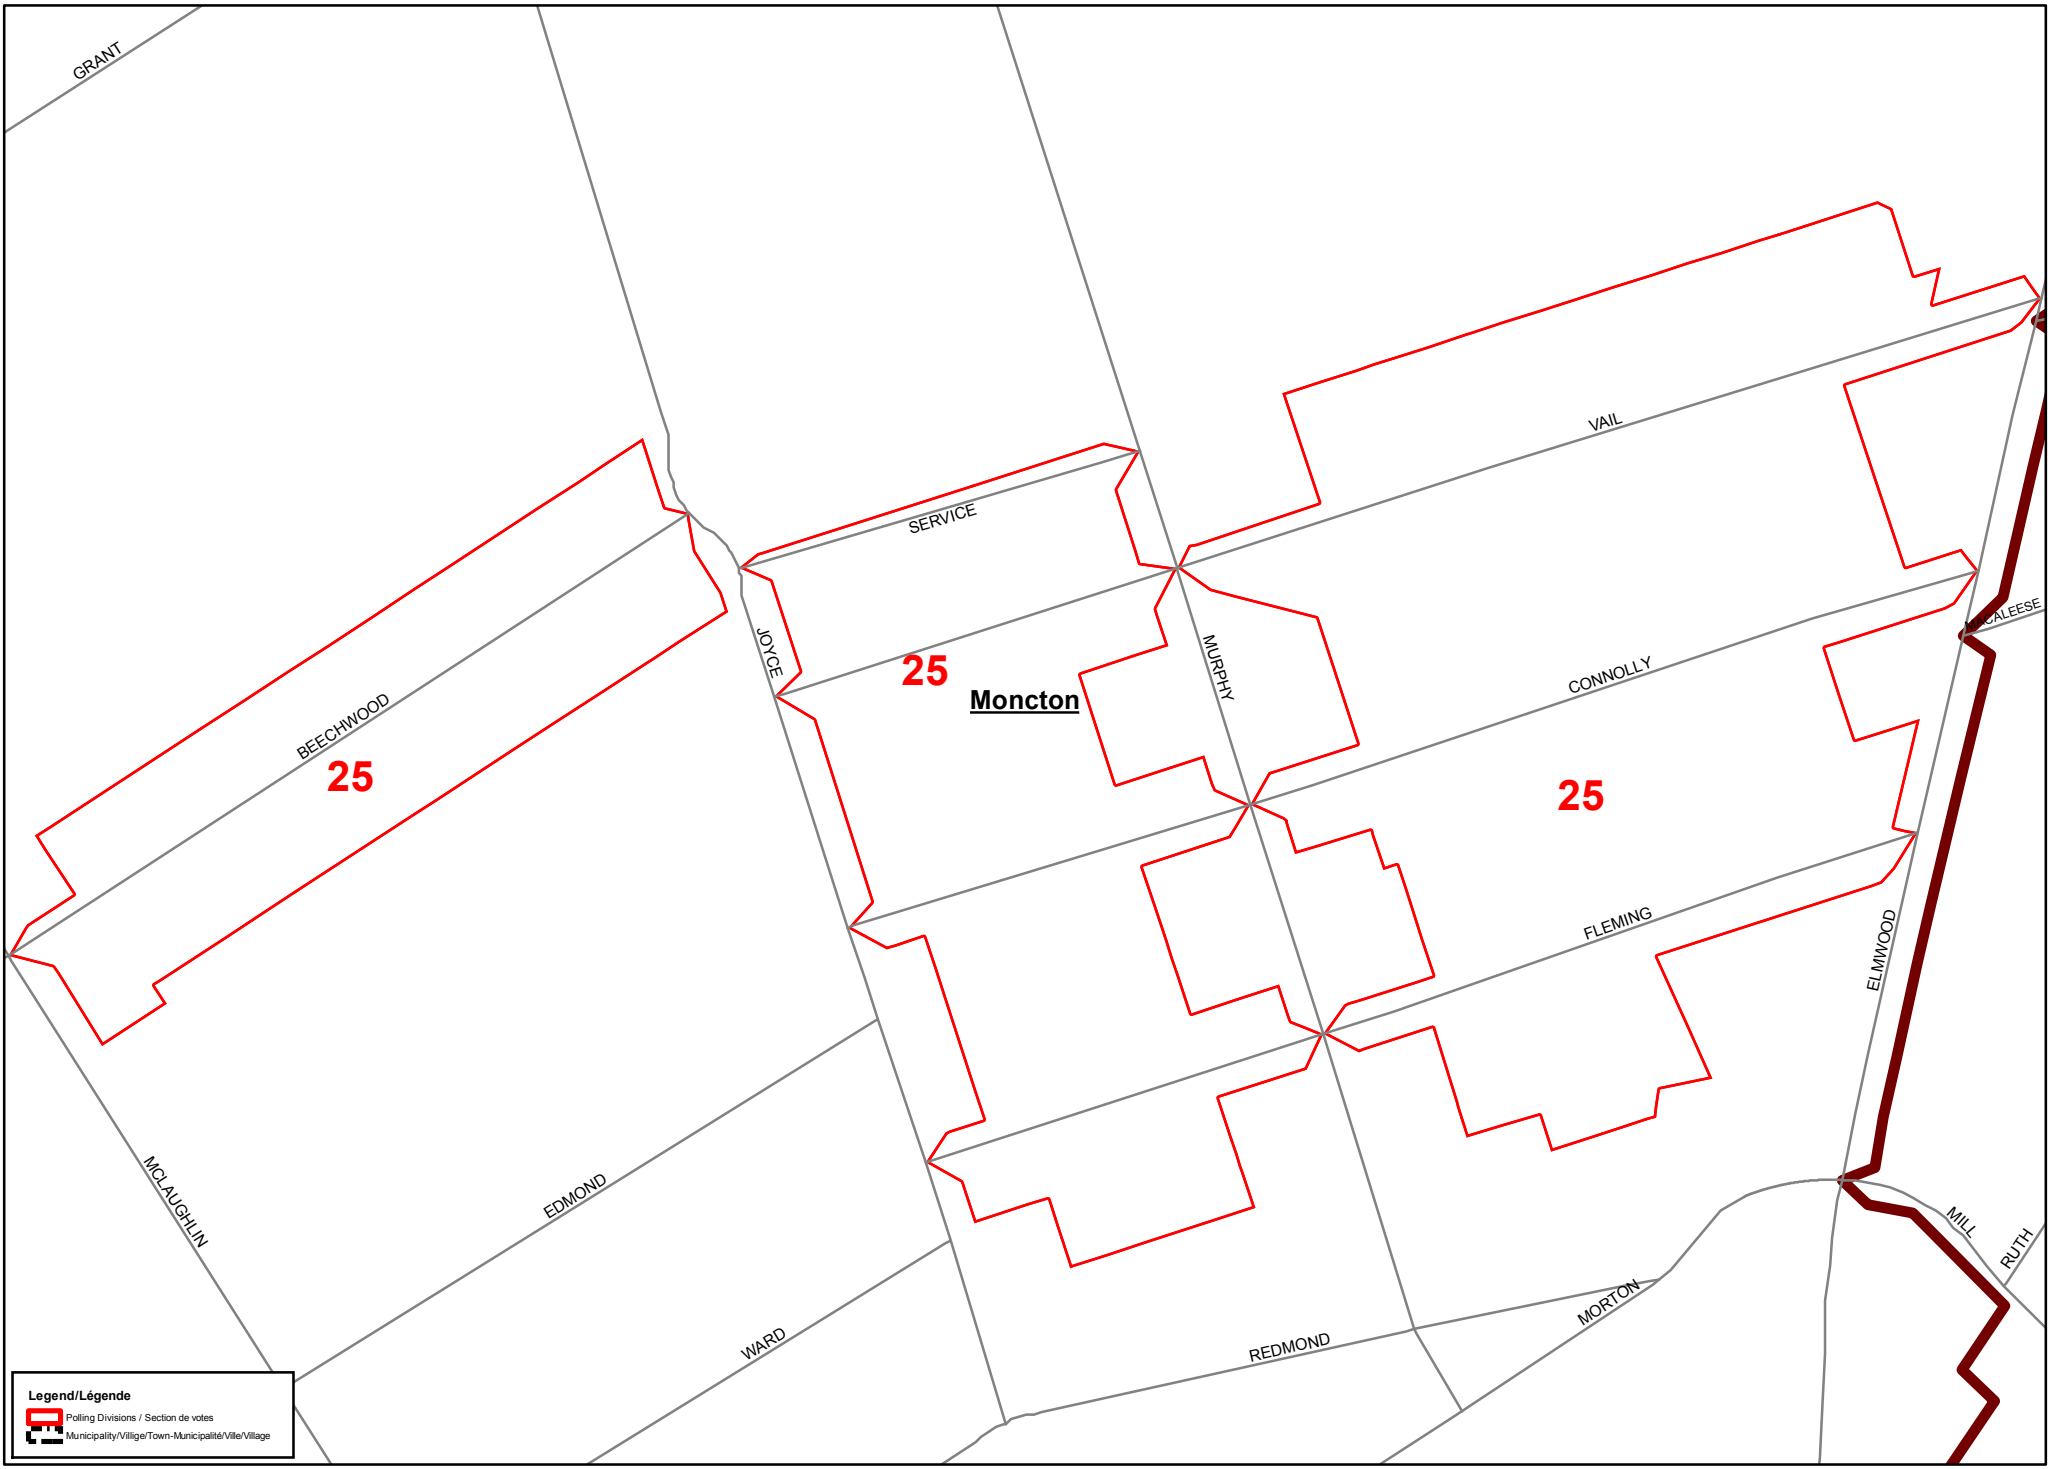 GRANT
VAIL
SERVICE
MACALEESE
JOYCE
MURPHY
25
CONNOLLY
Moncton
BEECHWOOD
25
25
FLEMING
ELMWOOD
MCLAUGHLIN
EDMOND
MILL
RUTH
MORTON
WARD
REDMOND
Legend/Légende
Polling Divisions / Section de votes
Municipality/Villige/Town-Municipalité/Ville/Village